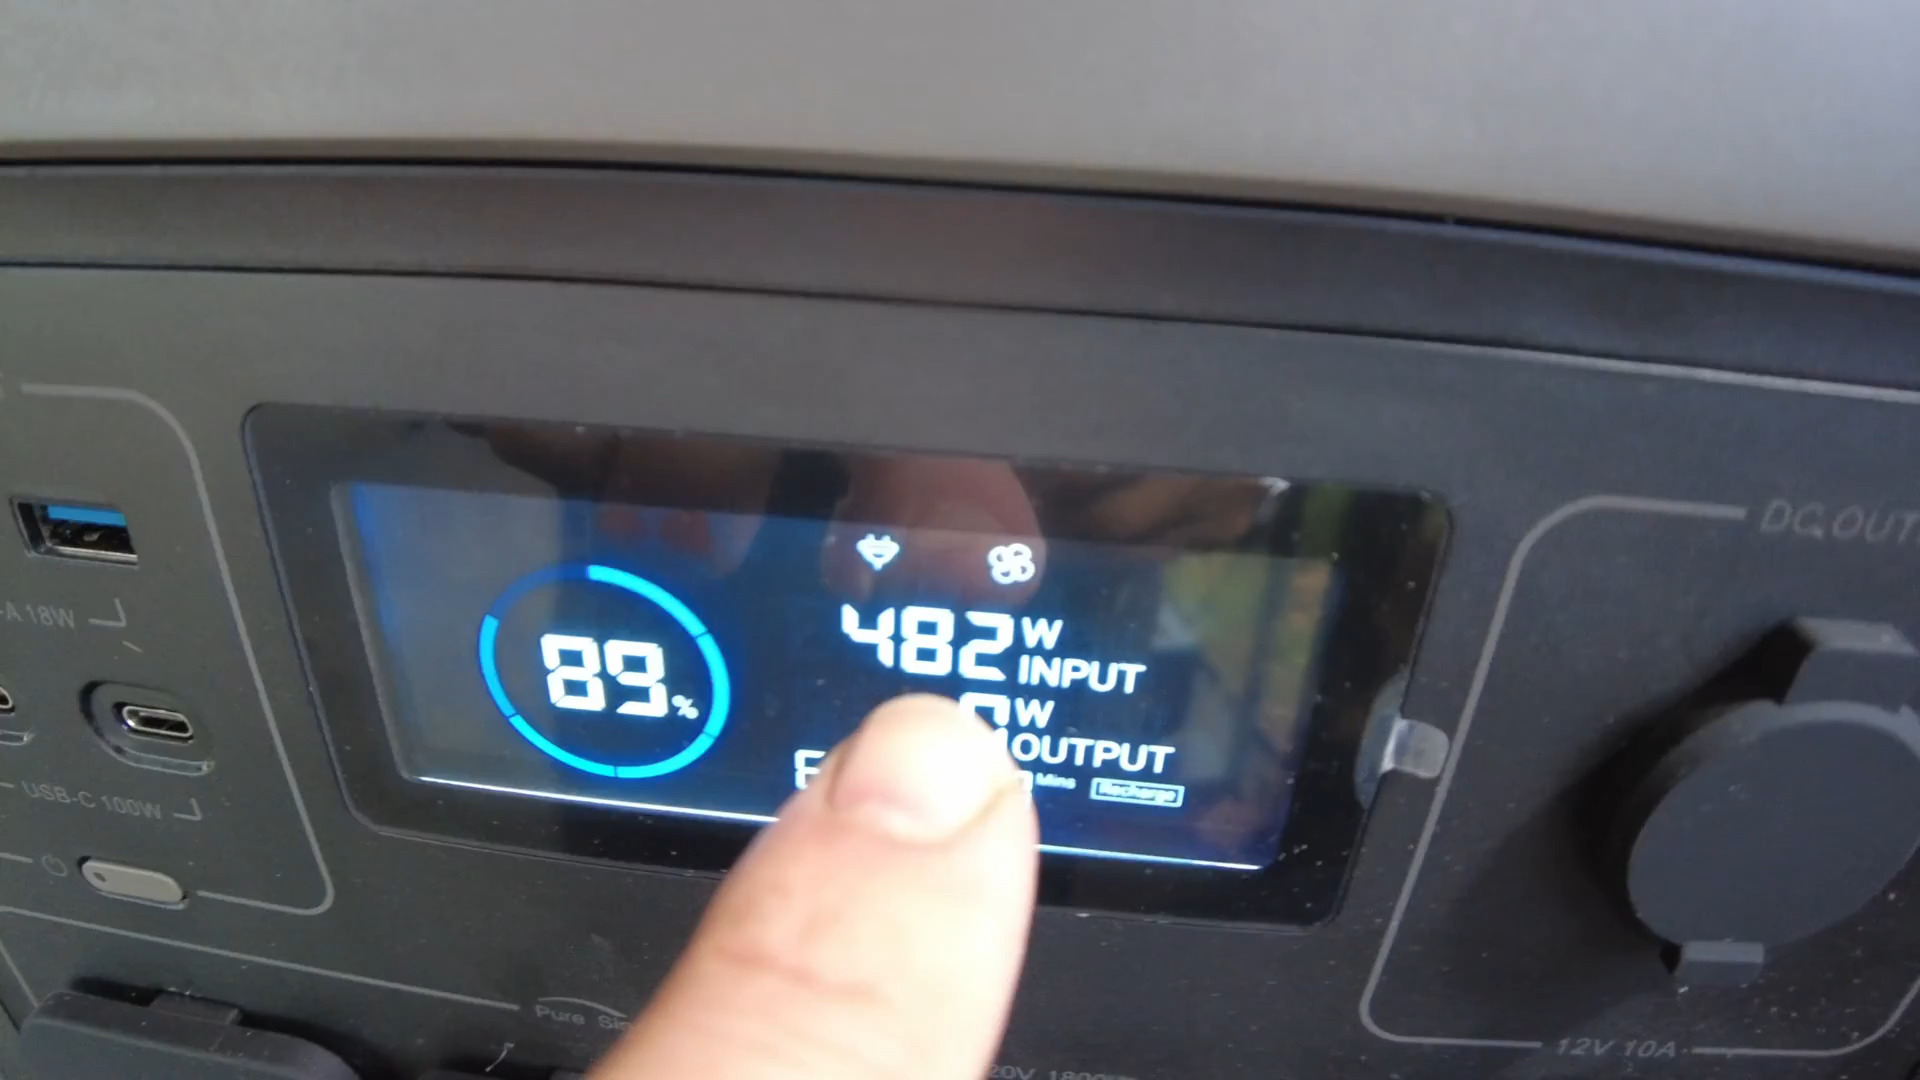 89%
482 W
INPUT
W
OUTPUT
Mins Recharge
-A 18W
USB-C 100W
DC OUT
12V 10A
Pure